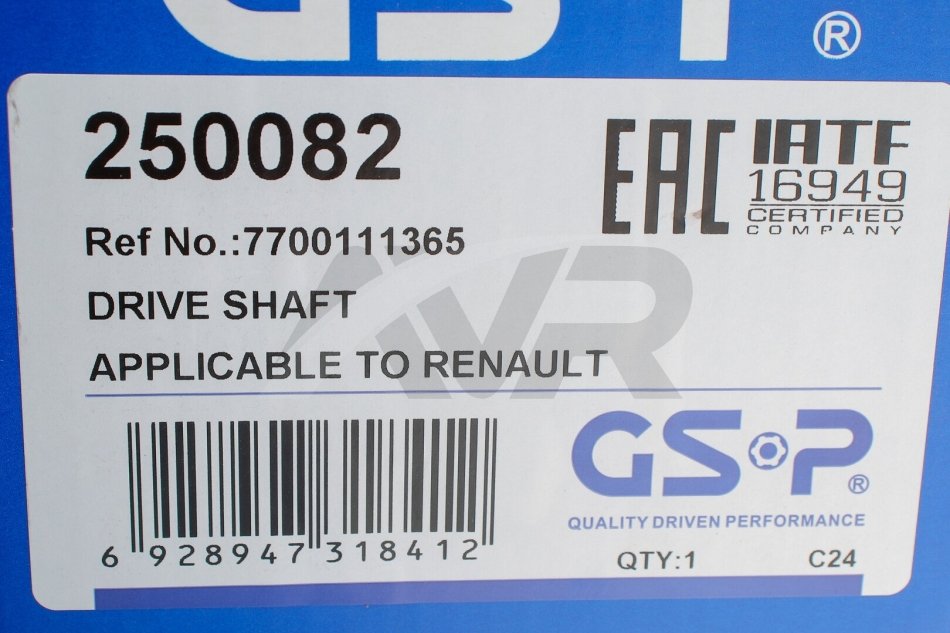 GSP®
250082
EAC
IATF
16949
CERTIFIED
COMPANY
Ref No.:7700111365
DRIVE SHAFT
APPLICABLE TO RENAULT
VR
GSP®
QUALITY DRIVEN PERFORMANCE
6 928947 318412
QTY:1
C24